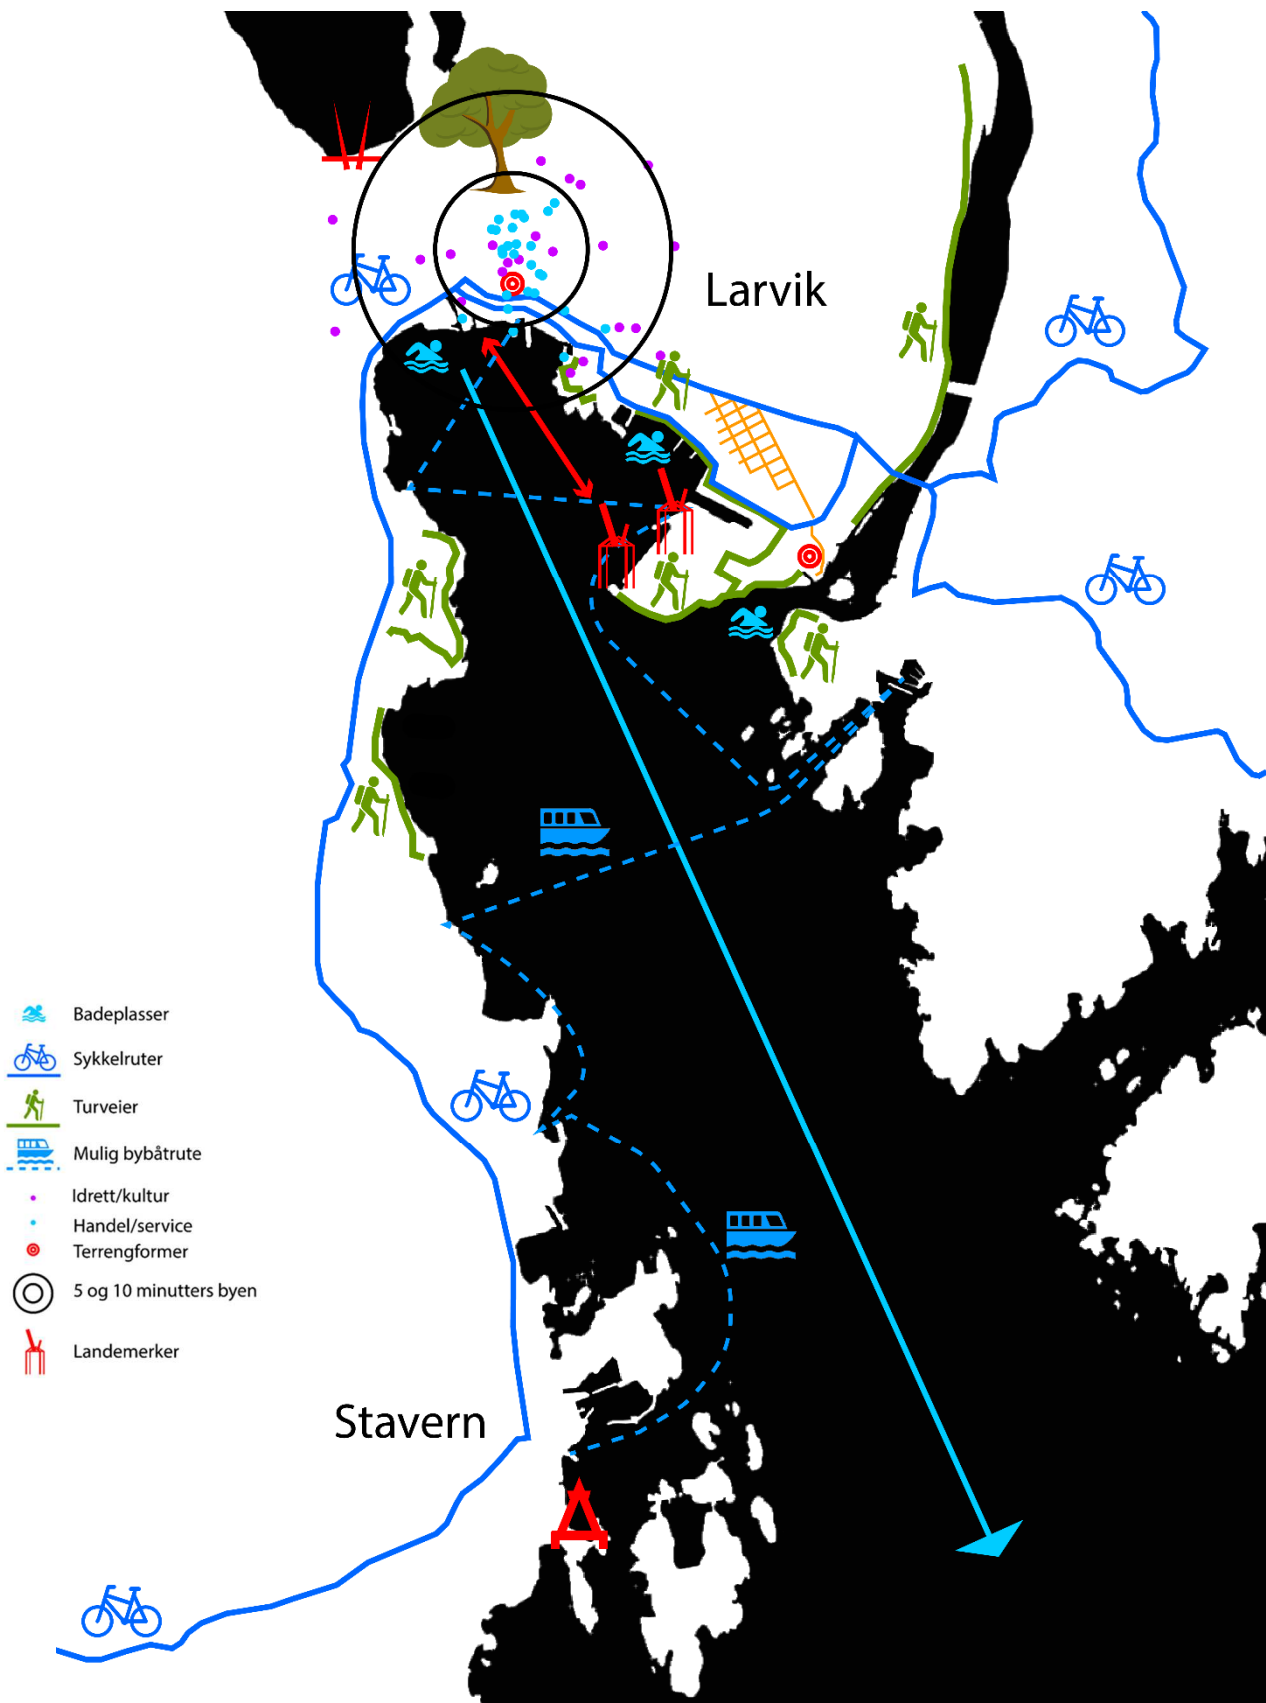 Larvik
Badeplasser
Sykkelruter
Turveier
Mulig bybåtrute
Idrett/kultur
Handel/service
Terrengformer
5 og 10 minutters byen
Landemerker
Stavern